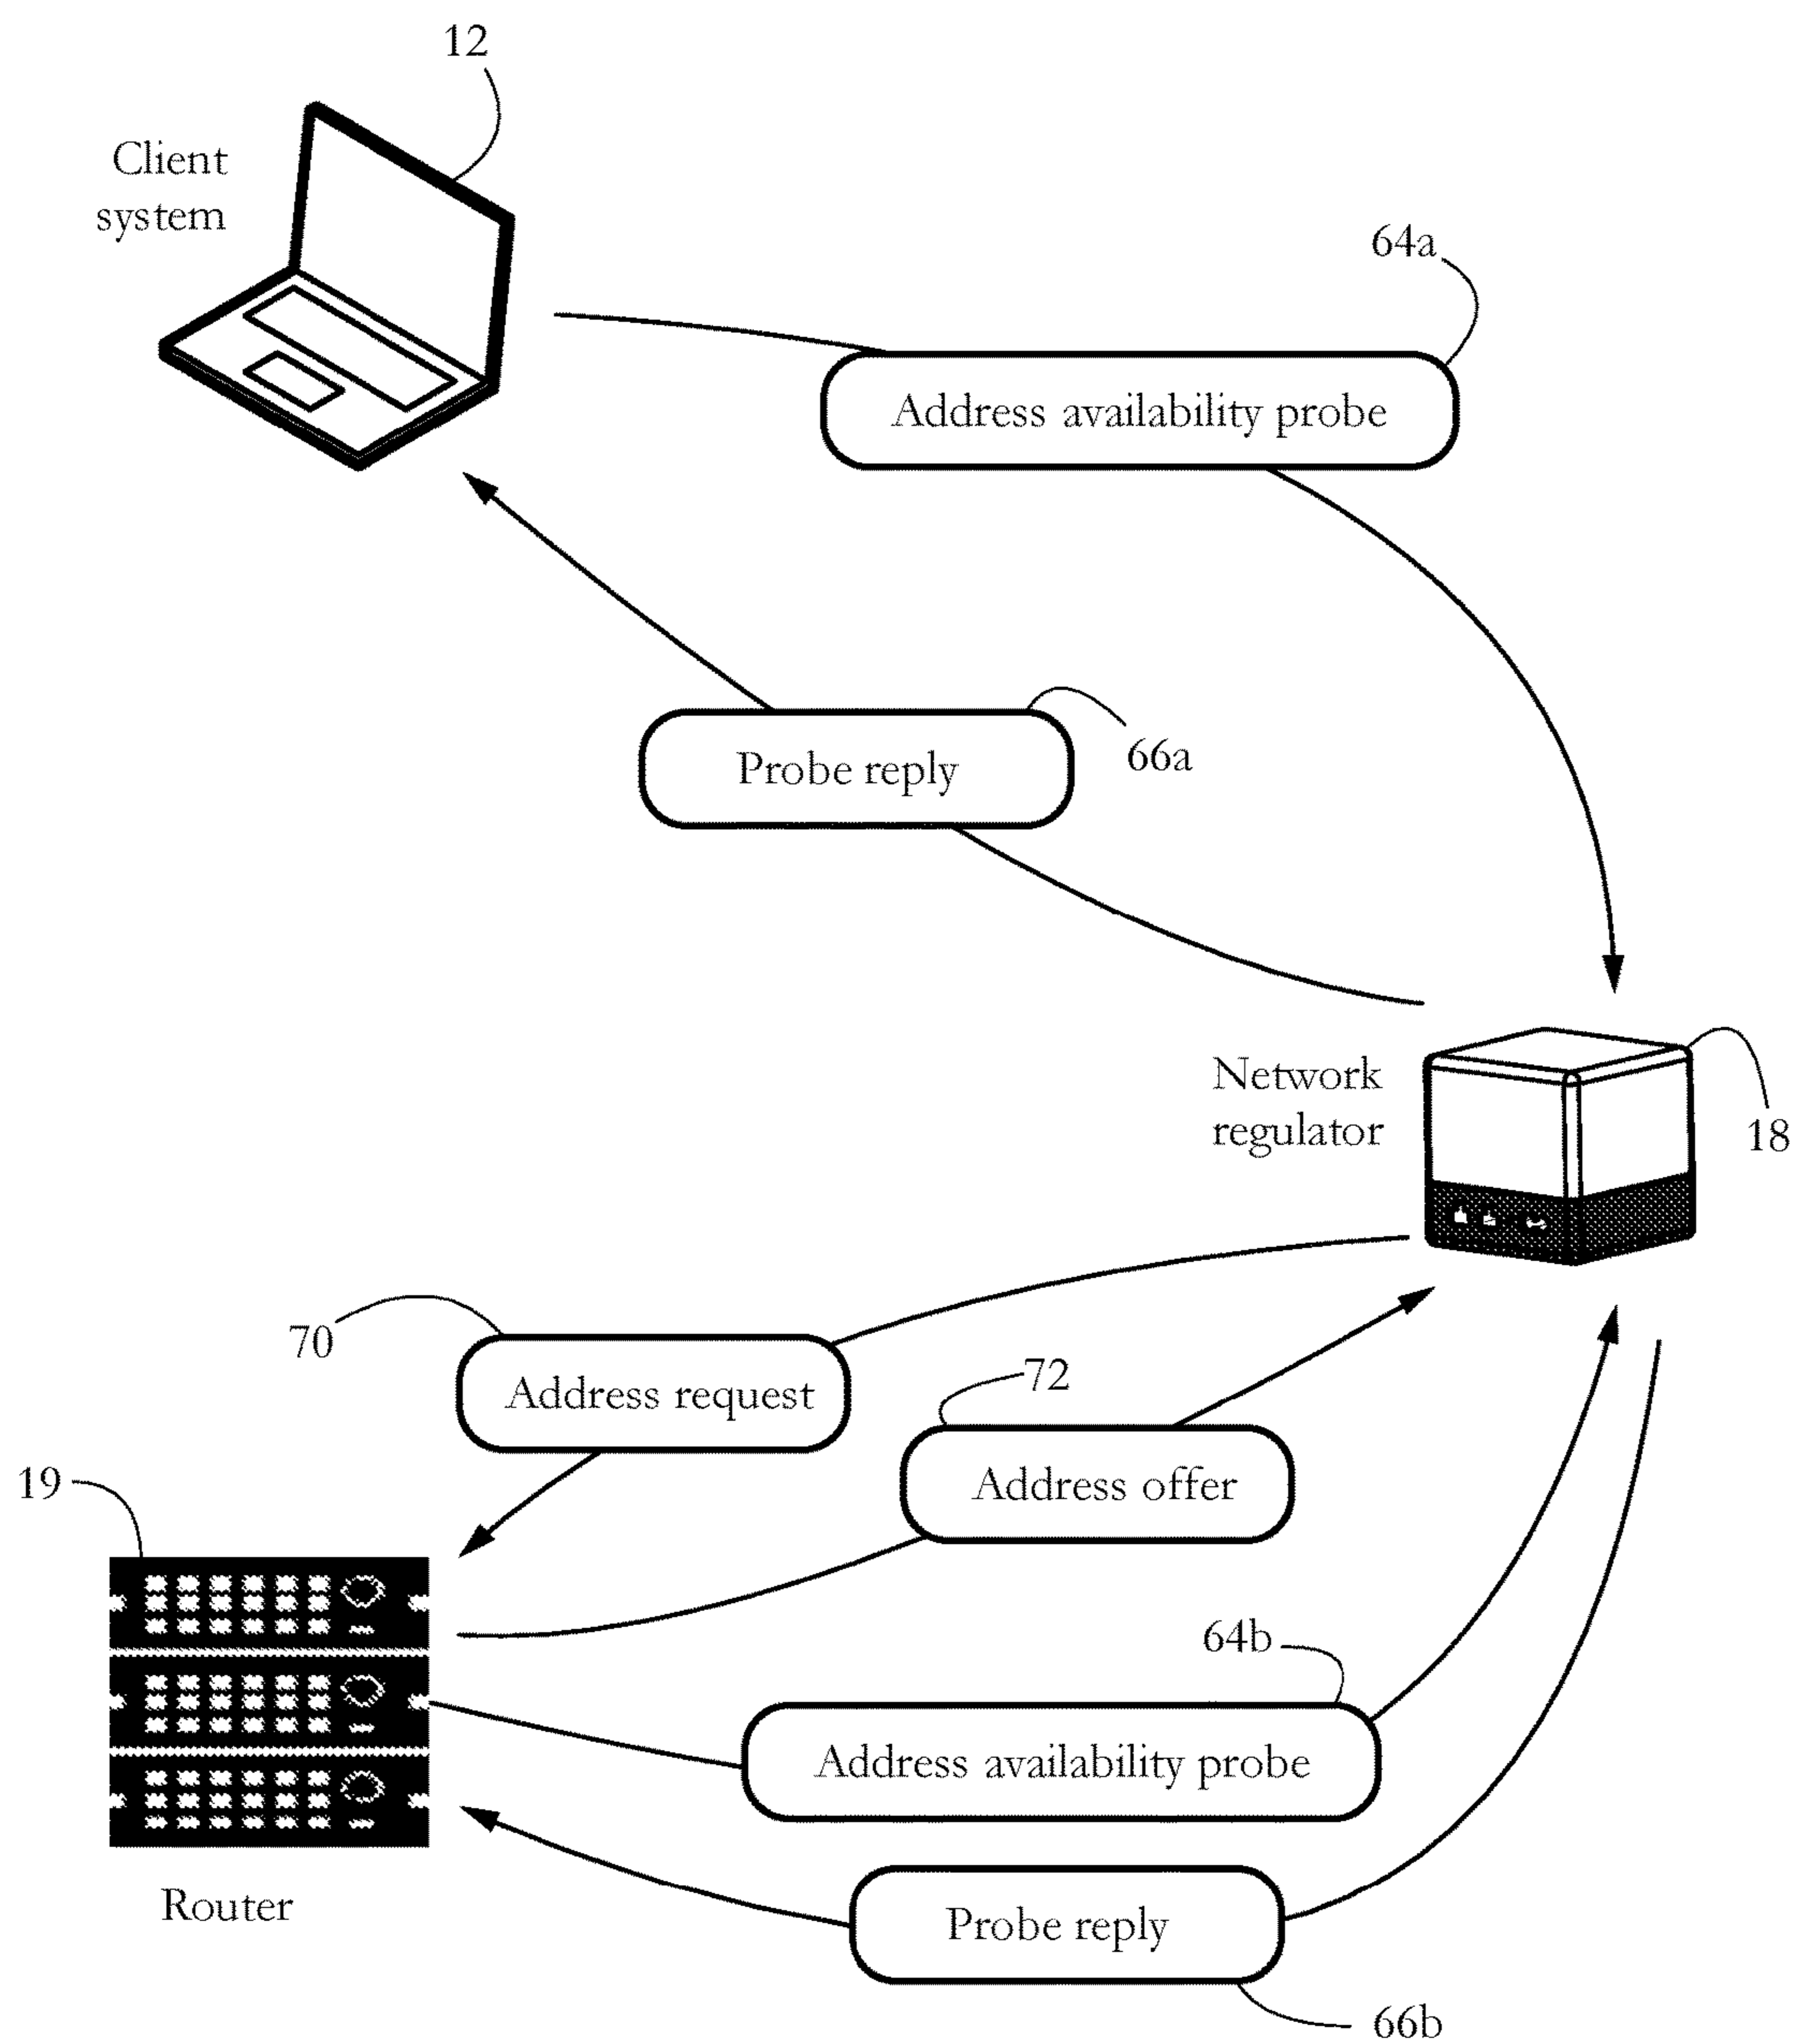 12
Client
system
64a
Address availability probe
Probe reply
66a
Network
regulator
18
70
Address request
72
Address offer
19
64b
Address availability probe
Router
Probe reply
66b